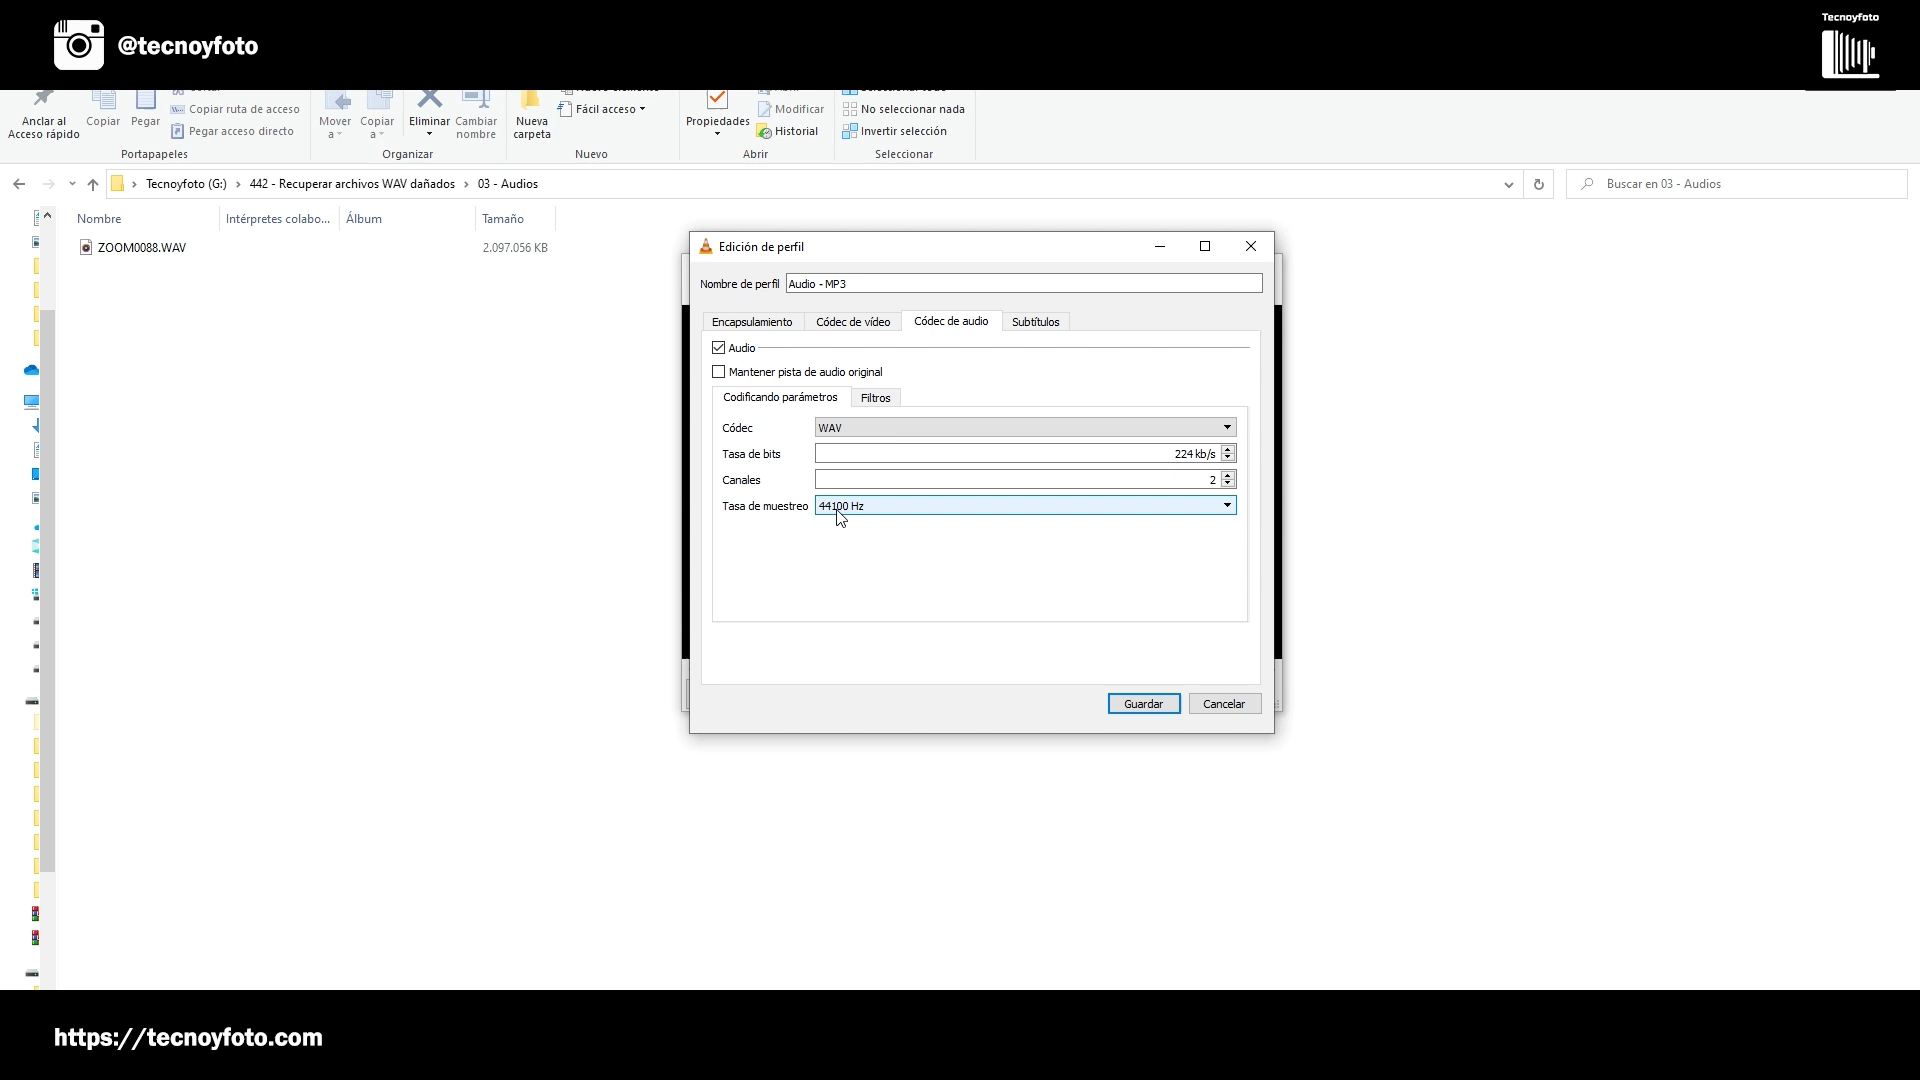 @tecnoyfoto
Tecnoyfoto
Copiar ruta de acceso
Pegar acceso directo
Anclar al
Acceso rápido
Copiar
Pegar
Portapapeles
Mover
a
Copiar
a
Eliminar
Cambiar
nombre
Organizar
Nueva
carpeta
Fácil acceso
Nuevo
Propiedades
Modificar
Historial
Abrir
No seleccionar nada
Invertir selección
Seleccionar
Tecnoyfoto (G:) › 442 - Recuperar archivos WAV dañados › 03 - Audios
Buscar en 03 - Audios
Nombre
Intérpretes colabo...
Álbum
Tamaño
ZOOM0088.WAV
2.097.056 KB
Edición de perfil
Nombre de perfil
Audio - MP3
Encapsulamiento
Códec de vídeo
Códec de audio
Subtítulos
Audio
Mantener pista de audio original
Codificando parámetros
Filtros
Códec
WAV
Tasa de bits
224 kb/s
Canales
2
Tasa de muestreo
44100 Hz
Guardar
Cancelar
https://tecnoyfoto.com